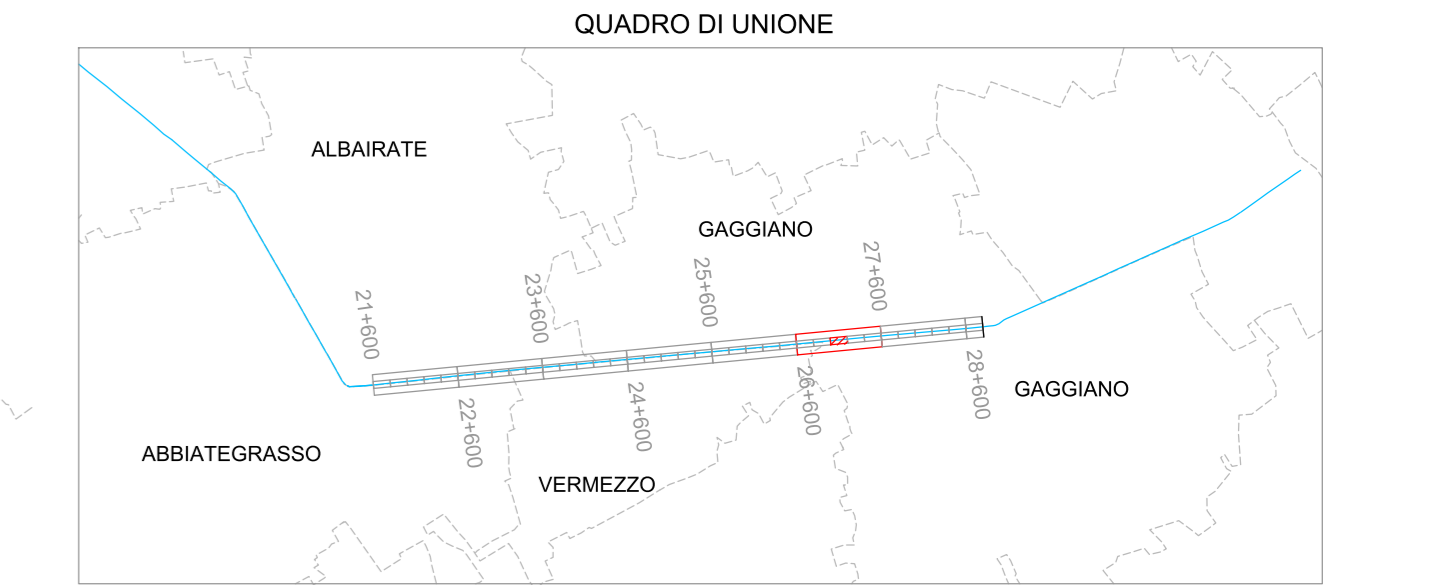 QUADRO DI UNIONE
ALBAIRATE
GAGGIANO
21+600
23+600
25+600
27+600
22+600
24+600
26+600
28+600
GAGGIANO
ABBIATEGRASSO
VERMEZZO